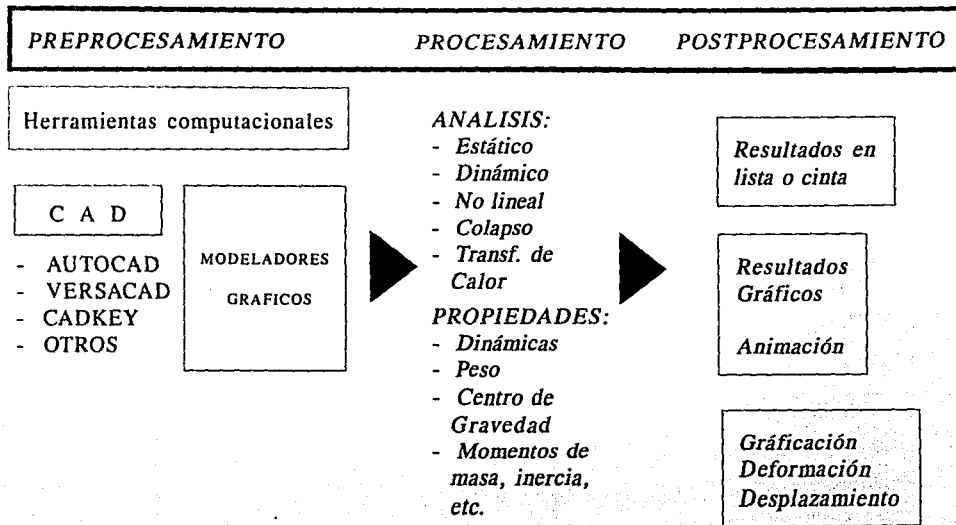 PREPROCESAMIENTO
PROCESAMIENTO
POSTPROCESAMIENTO
Herramientas computacionales
C A D
- AUTOCAD
- VERSACAD
- CADKEY
- OTROS
MODELADORES
GRAFICOS
ANALISIS:
- Estático
- Dinámico
- No lineal
- Colapso
- Transf. de
Calor
PROPIEDADES:
- Dinámicas
- Peso
- Centro de
Gravedad
- Momentos de
masa, inercia,
etc.
Resultados en
lista o cinta
Resultados
Gráficos
Animación
Gráficación
Deformación
Desplazamiento